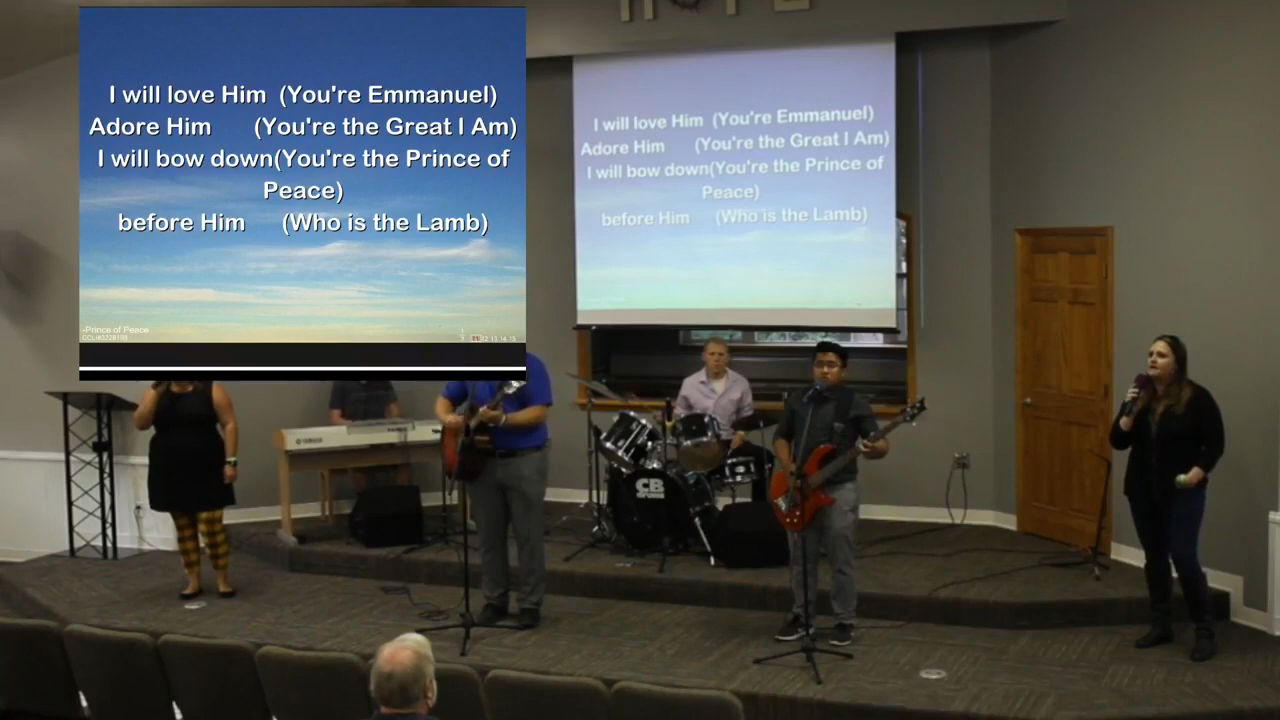 HOPE
I will love Him (You're Emmanuel)
Adore Him (You're the Great I Am)
I will bow down(You're the Prince of
Peace)
before Him (Who is the Lamb)
-Prince of Peace
I will love Him (You're Emmanuel)
Adore Him (You're the Great I Am)
I will bow down(You're the Prince of
Peace)
before Him (Who is the Lamb)
YAMAHA
CB